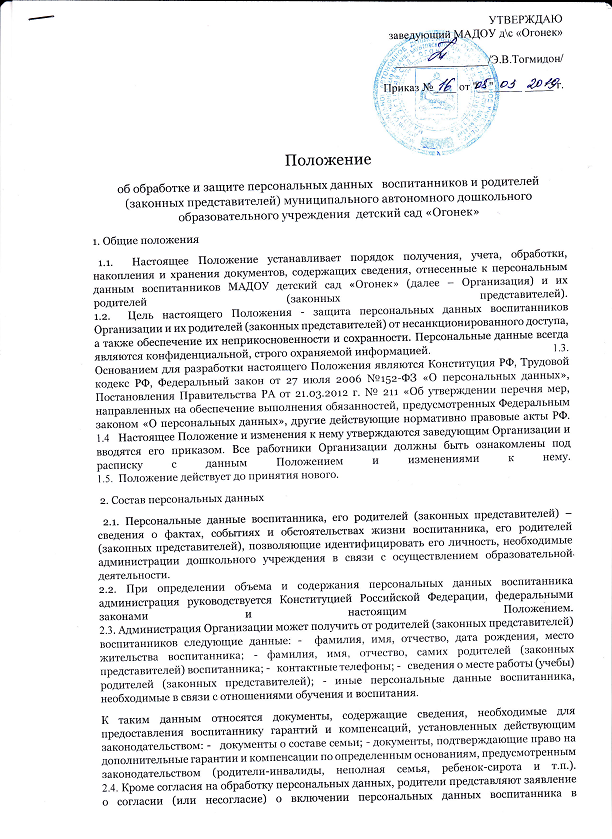 УТВЕРЖДАЮ
заведующий МАДОУ д\с «Огонек»
/Э.В.Тогмидон/
Приказ № 16 от "05" 03 2019г.
Положение
об обработке и защите персональных данных воспитанников и родителей
(законных представителей) муниципального автономного дошкольного
образовательного учреждения детский сад «Огонек»
1. Общие положения
1.1. Настоящее Положение устанавливает порядок получения, учета, обработки,
накопления и хранения документов, содержащих сведения, отнесенные к персональным
данным воспитанников МАДОУ детский сад «Огонек» (далее – Организация) и их
родителей (законных представителей).
1.2. Цель настоящего Положения - защита персональных данных воспитанников
Организации и их родителей (законных представителей) от несанкционированного доступа,
а также обеспечение их неприкосновенности и сохранности. Персональные данные всегда
являются конфиденциальной, строго охраняемой информацией. 1.3.
Основанием для разработки настоящего Положения являются Конституция РФ, Трудовой
кодекс РФ, Федеральный закон от 27 июля 2006 №152-ФЗ «О персональных данных»,
Постановления Правительства РА от 21.03.2012 г. № 211 «Об утверждении перечня мер,
направленных на обеспечение выполнения обязанностей, предусмотренных Федеральным
законом «О персональных данных», другие действующие нормативно правовые акты РФ.
1.4 Настоящее Положение и изменения к нему утверждаются заведующим Организации и
вводятся его приказом. Все работники Организации должны быть ознакомлены под
расписку с данным Положением и изменениями к нему.
1.5. Положение действует до принятия нового.
2. Состав персональных данных
2.1. Персональные данные воспитанника, его родителей (законных представителей) –
сведения о фактах, событиях и обстоятельствах жизни воспитанника, его родителей
(законных представителей), позволяющие идентифицировать его личность, необходимые
администрации дошкольного учреждения в связи с осуществлением образовательной
деятельности.
2.2. При определении объема и содержания персональных данных воспитанника
администрация руководствуется Конституцией Российской Федерации, федеральными
законами и настоящим Положением.
2.3. Администрация Организации может получить от родителей (законных представителей)
воспитанников следующие данные: - фамилия, имя, отчество, дата рождения, место
жительства воспитанника; - фамилия, имя, отчество, самих родителей (законных
представителей) воспитанника; - контактные телефоны; - сведения о месте работы (учебы)
родителей (законных представителей); - иные персональные данные воспитанника,
необходимые в связи с отношениями обучения и воспитания.
К таким данным относятся документы, содержащие сведения, необходимые для
предоставления воспитаннику гарантий и компенсаций, установленных действующим
законодательством: - документы о составе семьи; - документы, подтверждающие право на
дополнительные гарантии и компенсации по определенным основаниям, предусмотренным
законодательством (родители-инвалиды, неполная семья, ребенок-сирота и т.п.).
2.4. Кроме согласия на обработку персональных данных, родители представляют заявление
о согласии (или несогласие) о включении персональных данных воспитанника в